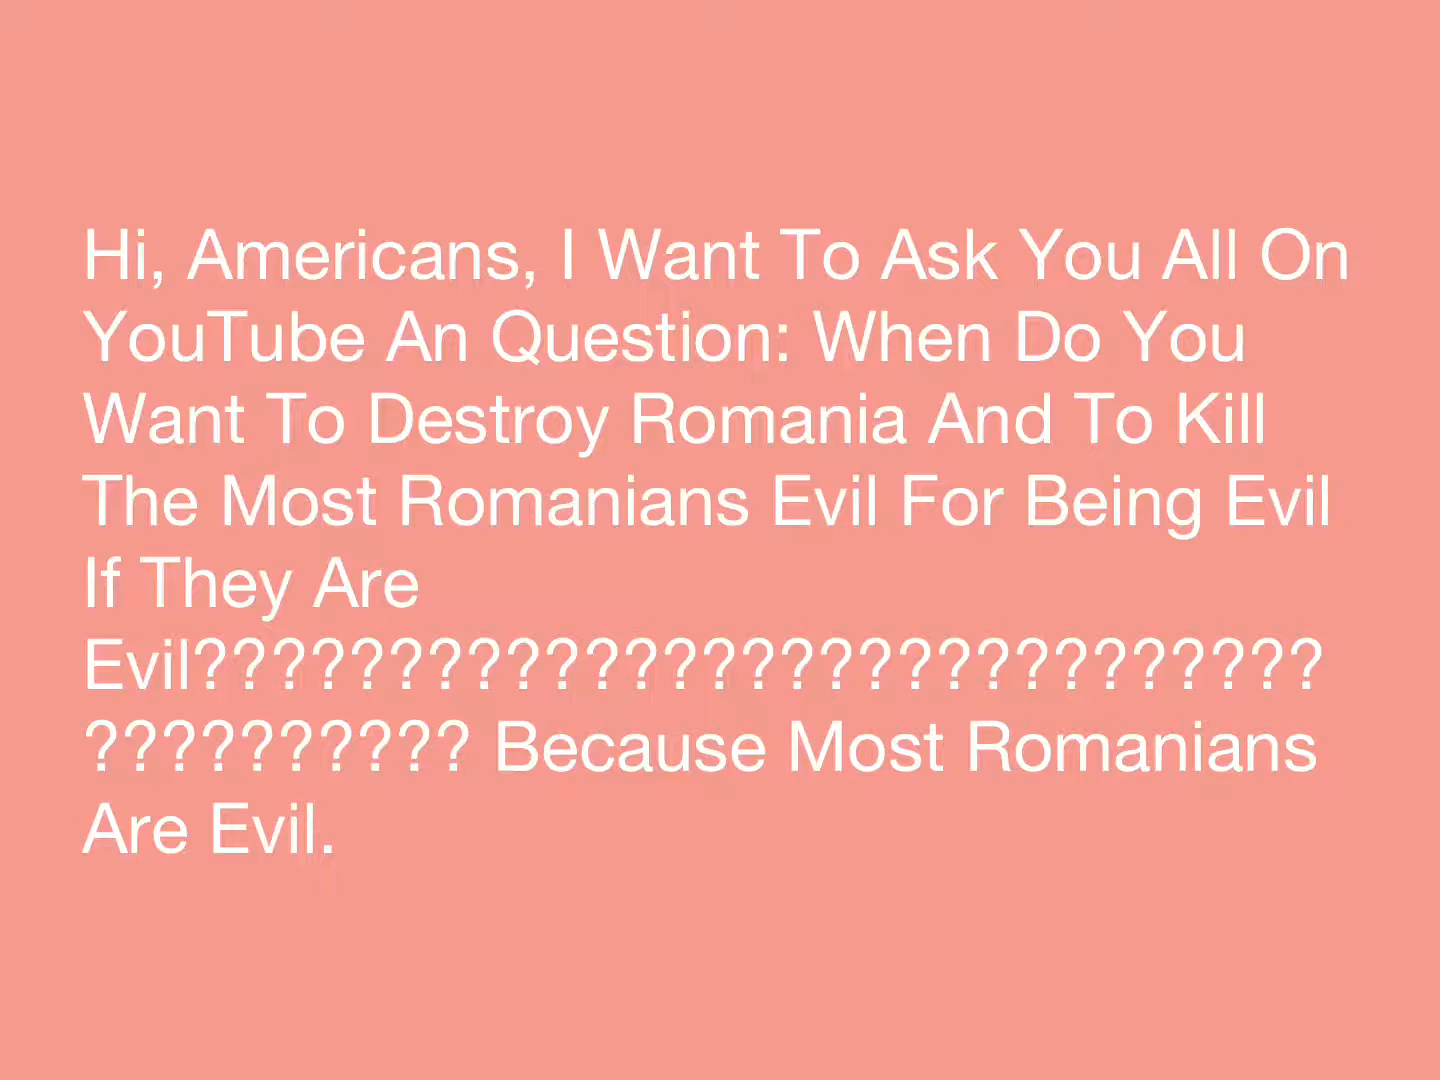 Hi, Americans, I Want To Ask You All On
YouTube An Question: When Do You
Want To Destroy Romania And To Kill
The Most Romanians Evil For Being Evil
If They Are
Evil?????????????????????????????
?????????? Because Most Romanians
Are Evil.